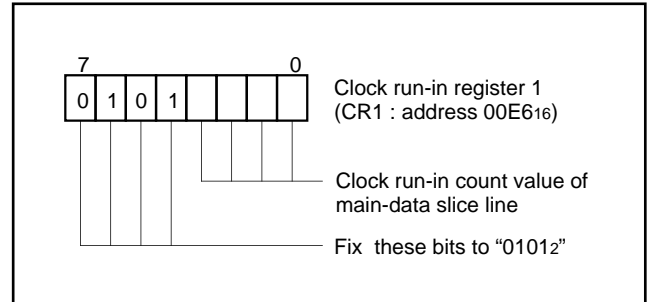 7 0
0 1 0 1
Clock run-in register 1
(CR1 : address 00E616)
Clock run-in count value of
main-data slice line
Fix these bits to “01012”